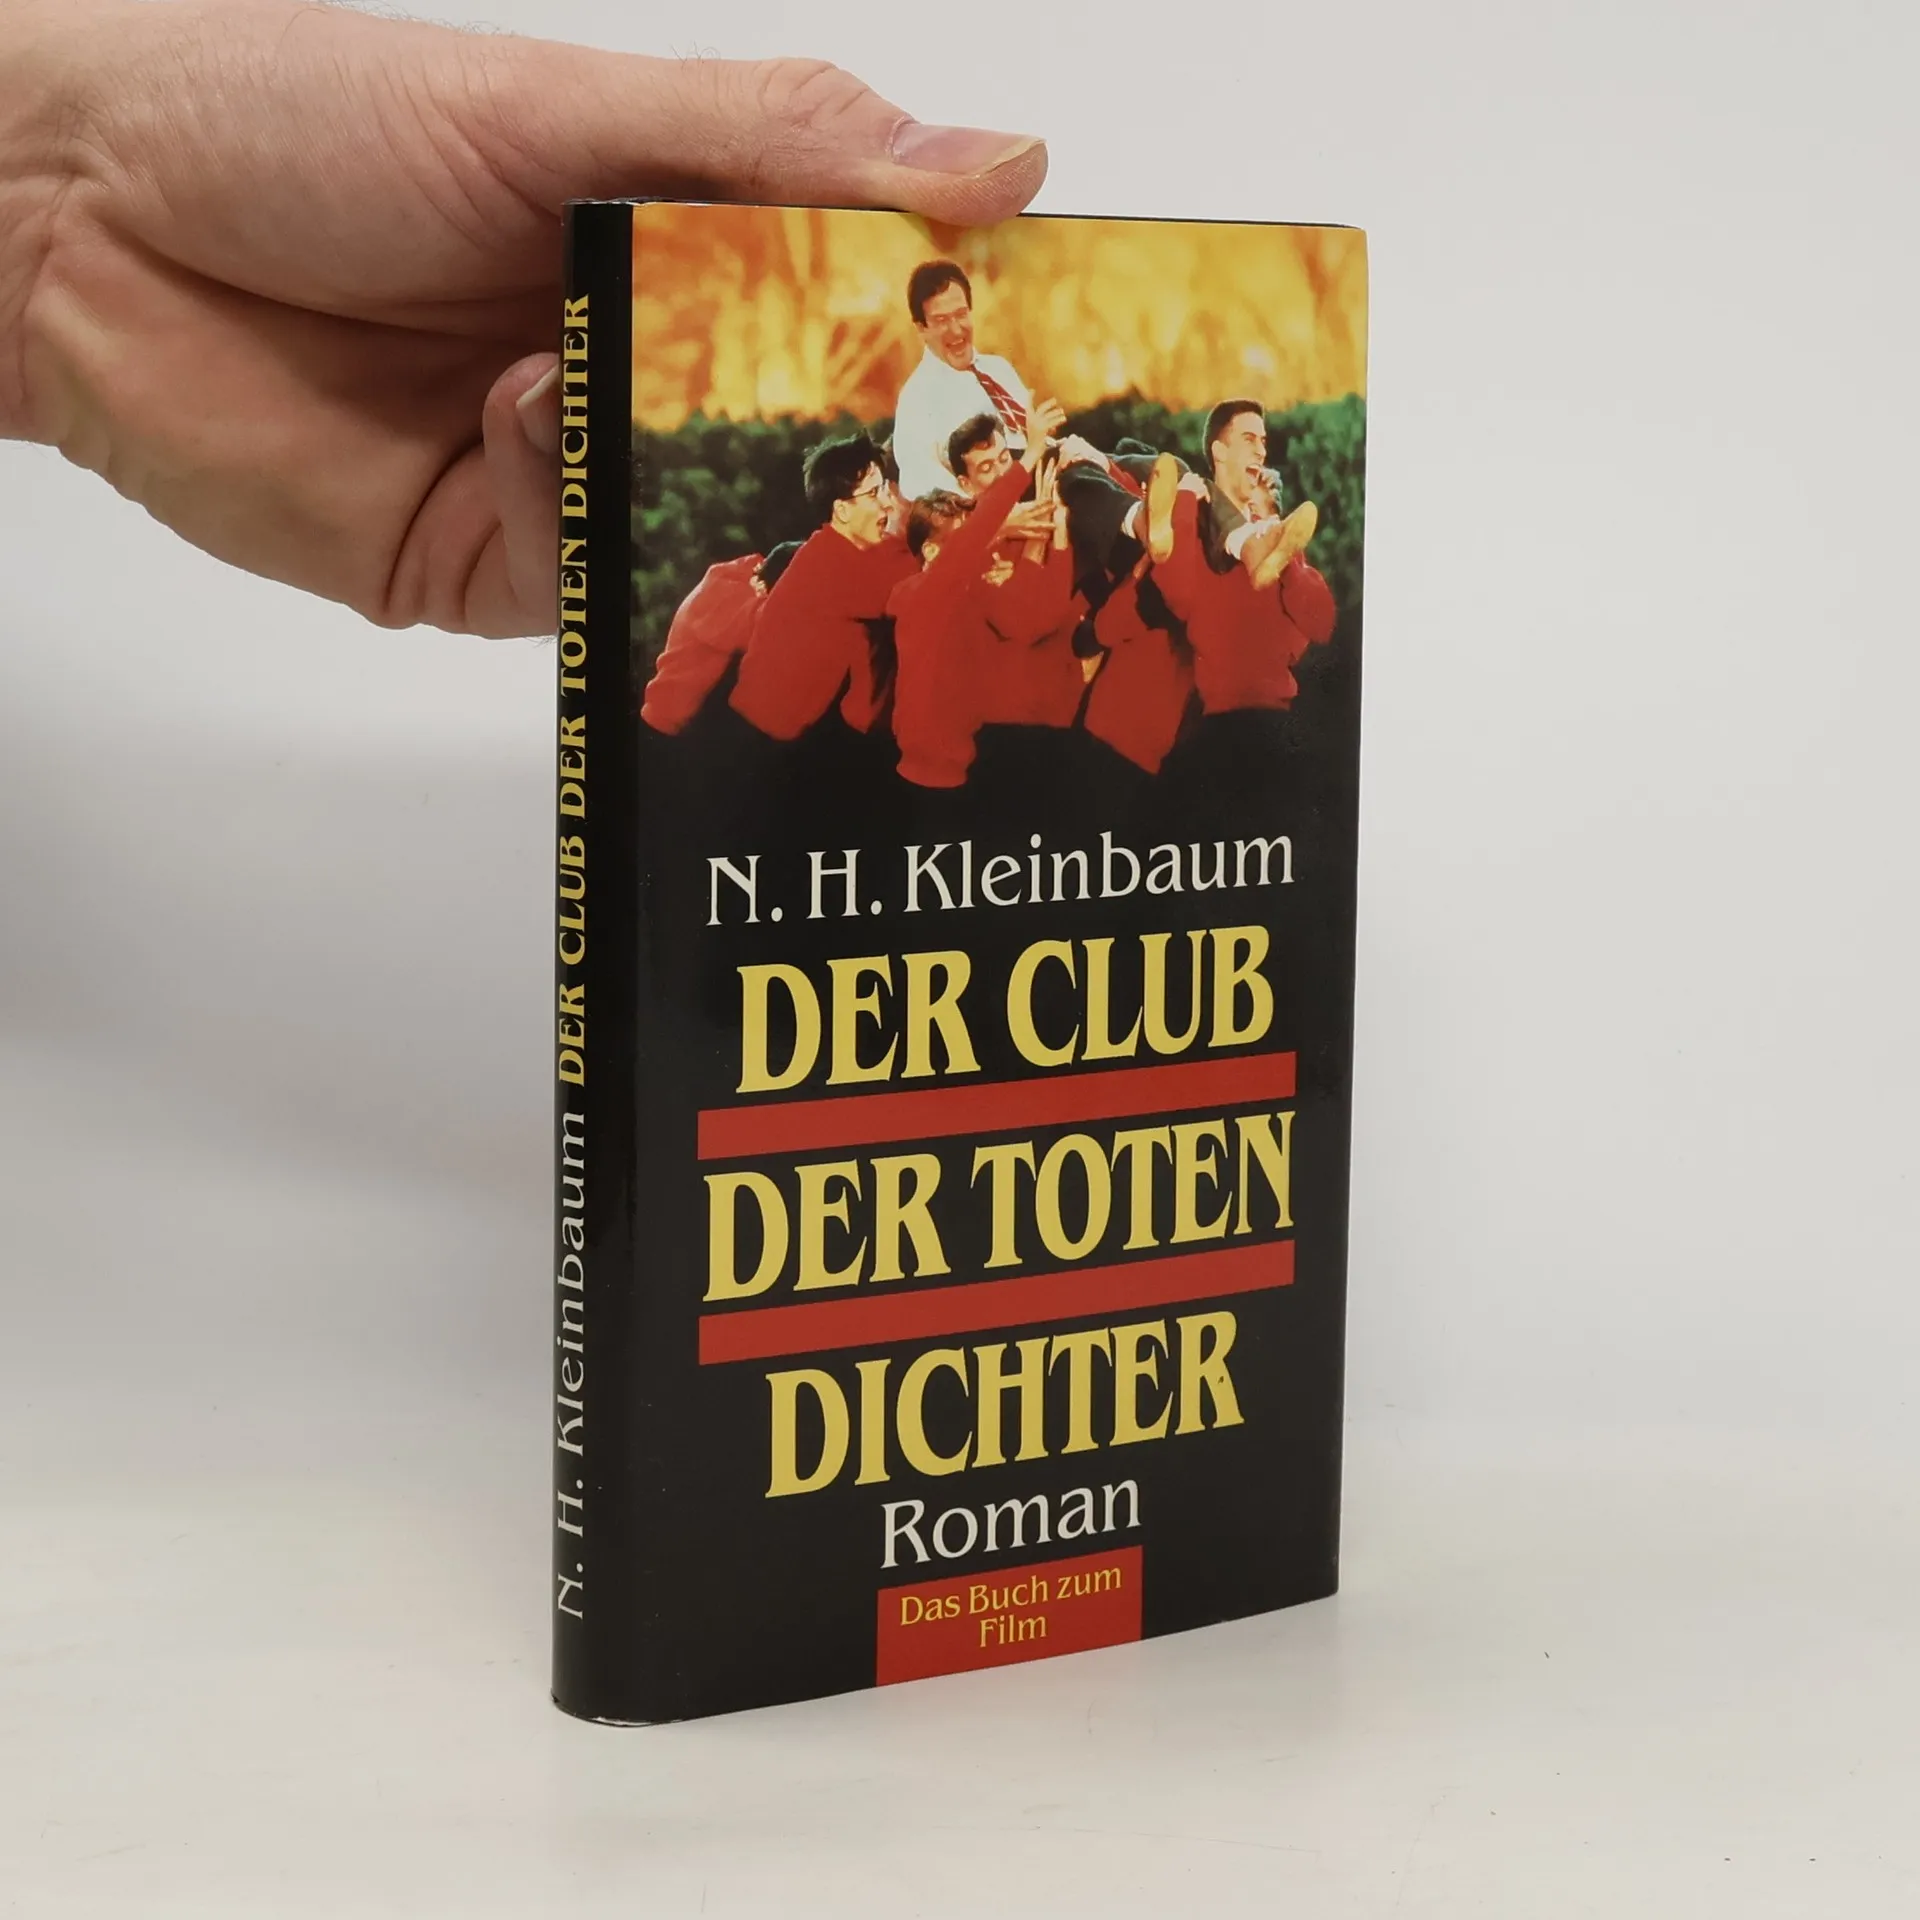 N. H. Kleinbaum DER CLUB DER TOTEN DICHTER
N. H. Kleinbaum
DER CLUB
DER TOTEN
DICHTER
Roman
Das Buch zum
Film